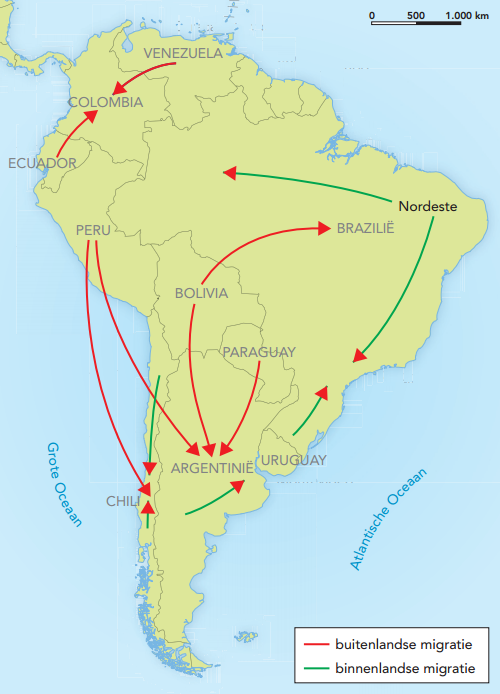 0 500 1.000 km
VENEZUELA
COLOMBIA
ECUADOR
Nordeste
PERU
BRAZILIË
BOLIVIA
PARAGUAY
URUGUAY
ARGENTINIË
CHILI
Grote Oceaan
Atlantische Oceaan
buitenlandse migratie
binnenlandse migratie